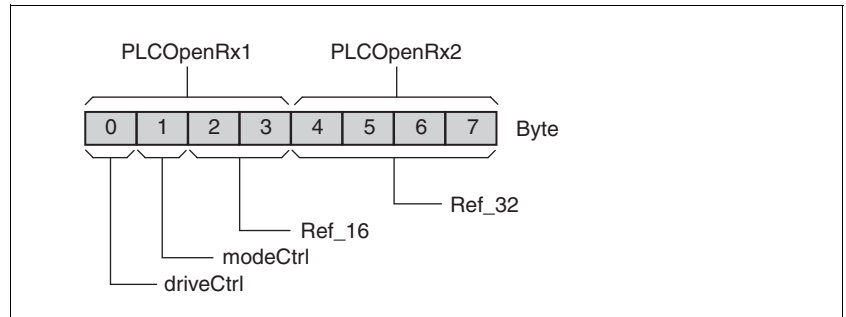 PLCOpenRx1 PLCOpenRx2
0 1 2 3 4 5 6 7 Byte
Ref_32
Ref_16
modeCtrl
driveCtrl